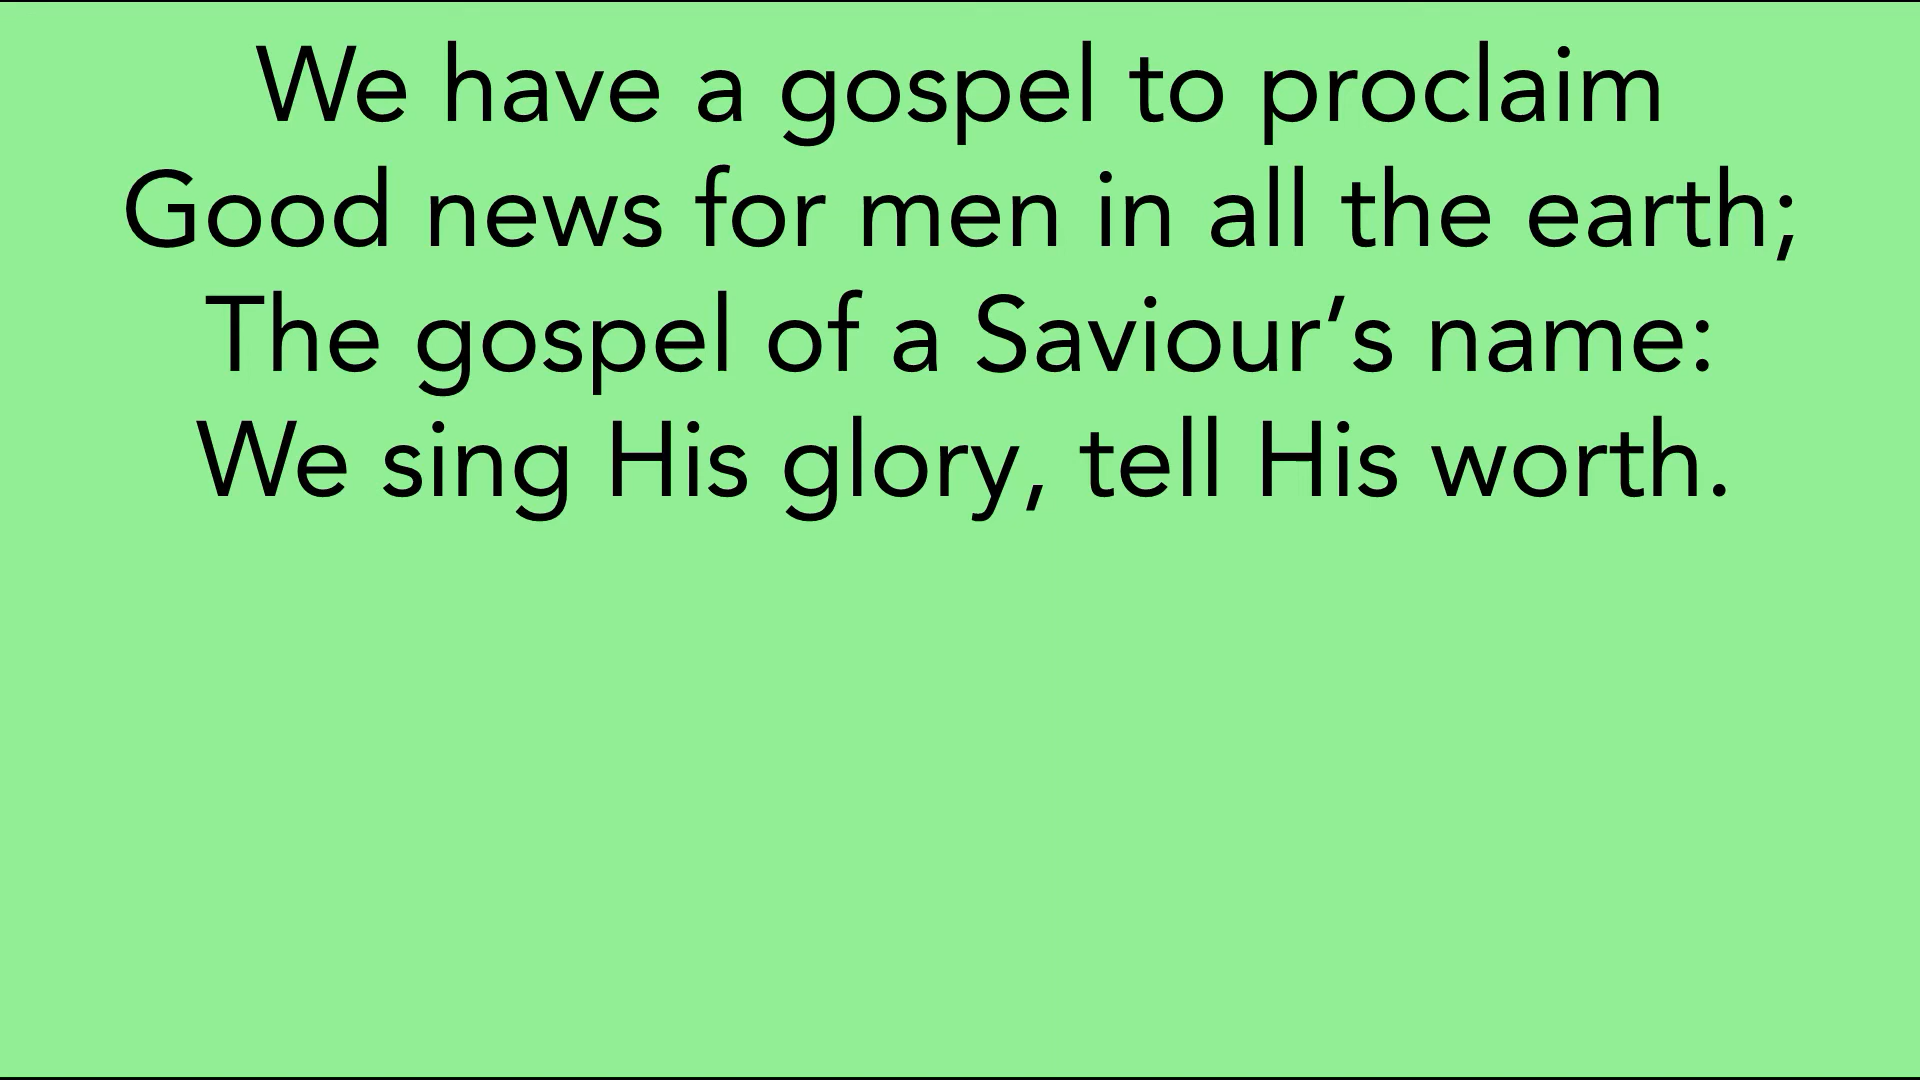 We have a gospel to proclaim
Good news for men in all the earth;
The gospel of a Saviour’s name:
We sing His glory, tell His worth.